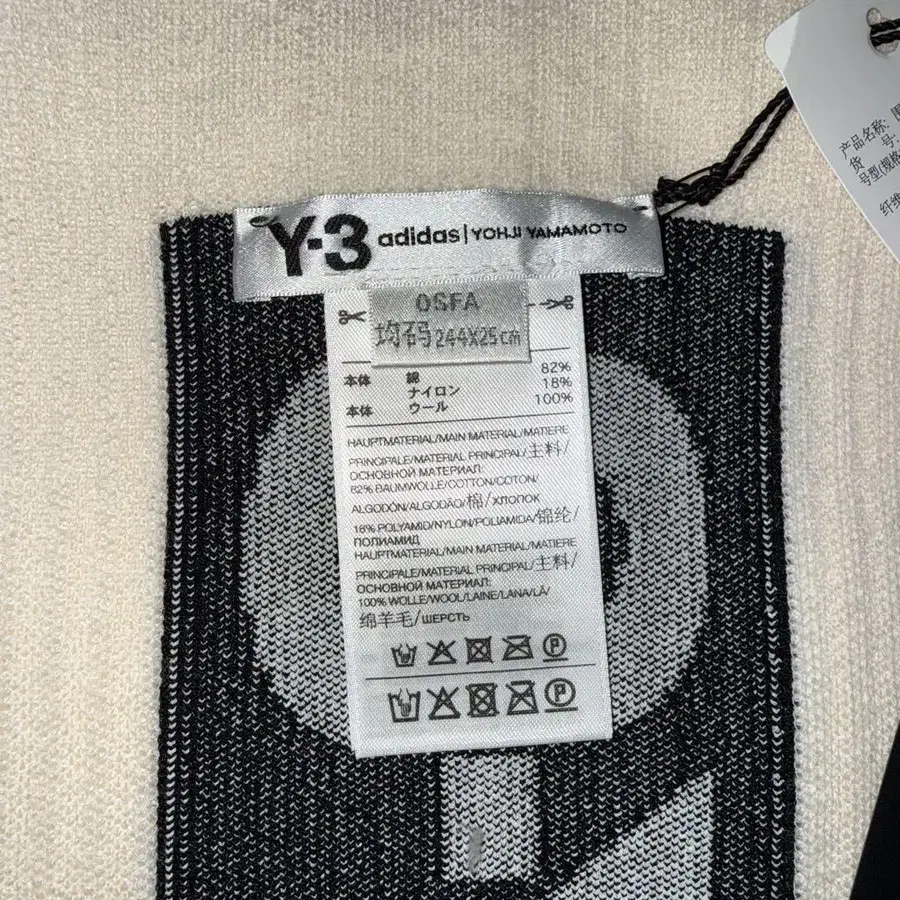 Y-3 adidas | YOHJI YAMAMOTO
OSFA
均码244X25cm
本体 綿 82%
ナイロン 18%
本体 ウール 100%
HAUPTMATERIAL/MAIN MATERIAL/MATIERE
PRINCIPALE/MATERIAL PRINCIPAL/主料/
ОСНОВНОЙ МАТЕРИАЛ:
82% BAUMWOLLE/COTTON/COTON/
ALGODÓN/ALGODÃO/棉/ХЛОПОК
18% POLYAMID/NYLON/POLIAMIDA/锦纶/
ПОЛИАМИД
HAUPTMATERIAL/MAIN MATERIAL/MATIERE
PRINCIPALE/MATERIAL PRINCIPAL/主料/
ОСНОВНОЙ МАТЕРИАЛ:
100% WOLLE/WOOL/LAINE/LANA/LÃ/
绵羊毛/ШЕРСТЬ
P
P
产品名称: 围
货 号:
号型(规格
纤维